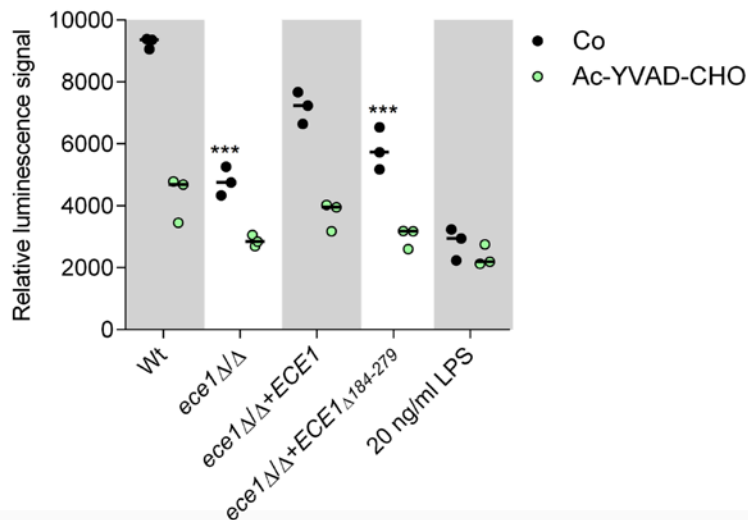 Relative luminescence signal
10000
8000
6000
4000
2000
0
***
***
Co
Ac-YVAD-CHO
Wt
ece1Δ/Δ
ece1Δ/Δ+ECE1
ece1Δ/Δ+ECE1Δ184-279
20 ng/ml LPS